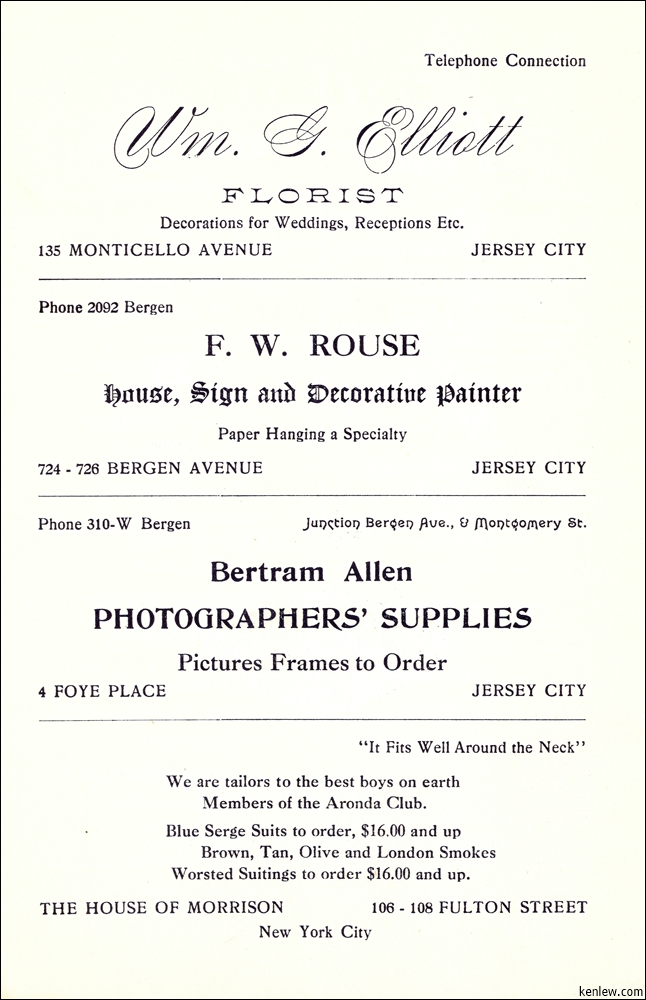 Telephone Connection
Wm. G. Elliott
FLORIST
Decorations for Weddings, Receptions Etc.
135 MONTICELLO AVENUE JERSEY CITY
Phone 2092 Bergen
F. W. ROUSE
House, Sign and Decorative Painter
Paper Hanging a Specialty
724 - 726 BERGEN AVENUE JERSEY CITY
Phone 310-W Bergen Junction Bergen Ave., & Montgomery St.
Bertram Allen
PHOTOGRAPHERS' SUPPLIES
Pictures Frames to Order
4 FOYE PLACE JERSEY CITY
"It Fits Well Around the Neck"
We are tailors to the best boys on earth
Members of the Aronda Club.
Blue Serge Suits to order, $16.00 and up
Brown, Tan, Olive and London Smokes
Worsted Suitings to order $16.00 and up.
THE HOUSE OF MORRISON 106 - 108 FULTON STREET
New York City
kenlew.com